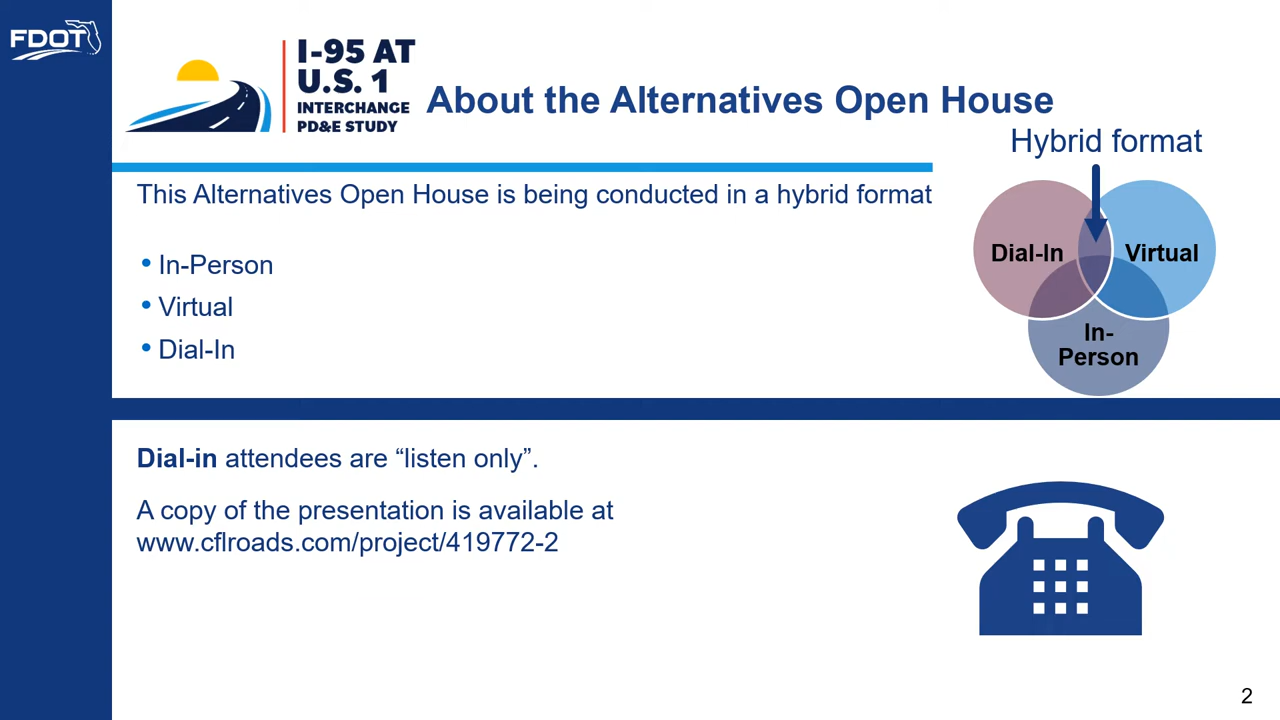 FDOT
I-95 AT
U.S. 1
INTERCHANGE
PD&E STUDY
About the Alternatives Open House
Hybrid format
This Alternatives Open House is being conducted in a hybrid format
• In-Person
• Virtual
• Dial-In
Dial-In
Virtual
In-
Person
Dial-in attendees are “listen only”.
A copy of the presentation is available at
www.cflroads.com/project/419772-2
2